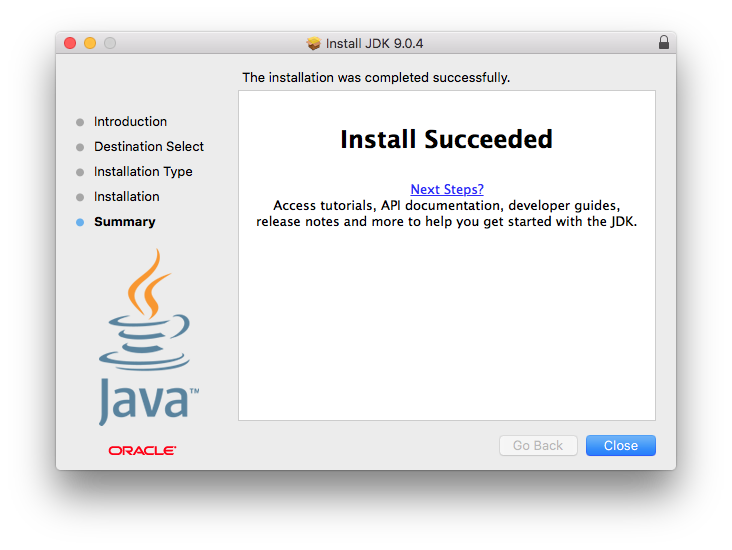 Install JDK 9.0.4
The installation was completed successfully.
Introduction
Destination Select
Installation Type
Installation
Summary
Install Succeeded
Next Steps?
Access tutorials, API documentation, developer guides,
release notes and more to help you get started with the JDK.
Java™
ORACLE
Go Back
Close